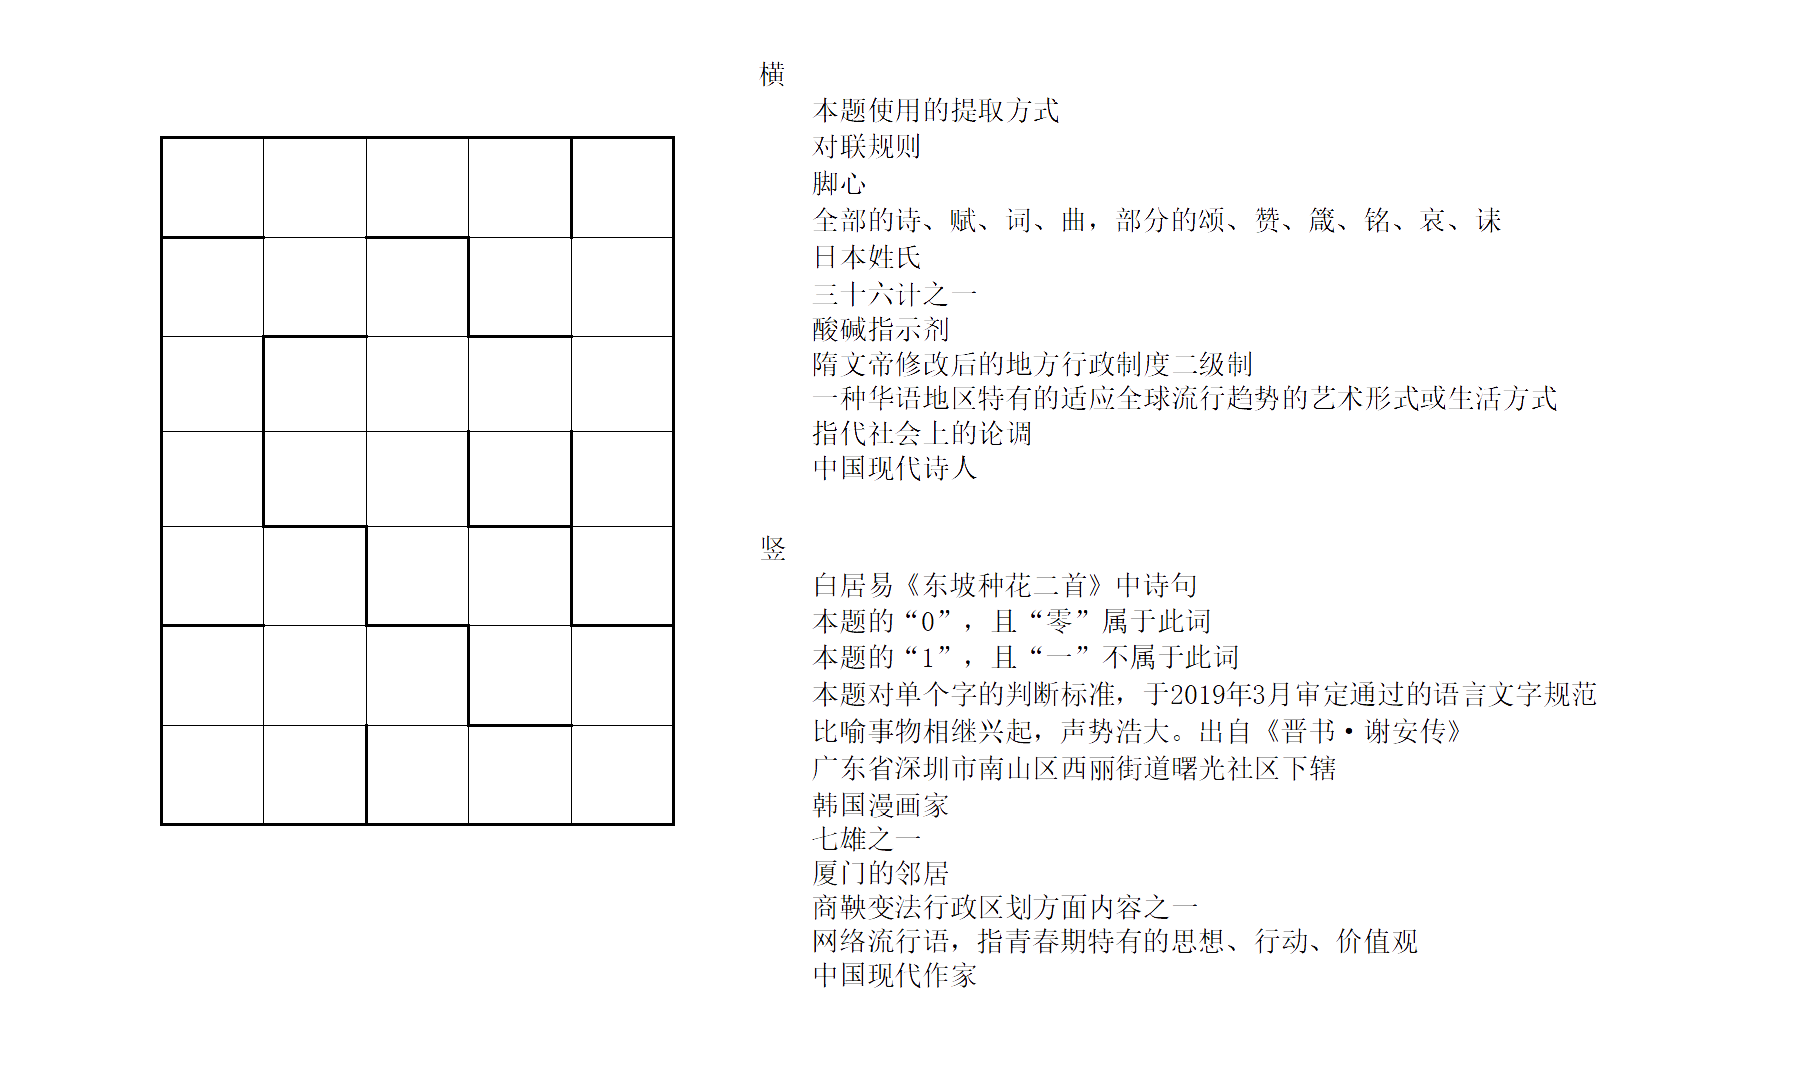 横
本题使用的提取方式
对联规则
脚心
全部的诗、赋、词、曲，部分的颂、赞、箴、铭、哀、诔
日本姓氏
三十六计之一
酸碱指示剂
隋文帝修改后的地方行政制度二级制
一种华语地区特有的适应全球流行趋势的艺术形式或生活方式
指代社会上的论调
中国现代诗人
竖
白居易《东坡种花二首》中诗句
本题的“0”，且“零”属于此词
本题的“1”，且“一”不属于此词
本题对单个字的判断标准，于2019年3月审定通过的语言文字规范
比喻事物相继兴起，声势浩大。出自《晋书·谢安传》
广东省深圳市南山区西丽街道曙光社区下辖
韩国漫画家
七雄之一
厦门的邻居
商鞅变法行政区划方面内容之一
网络流行语，指青春期特有的思想、行动、价值观
中国现代作家